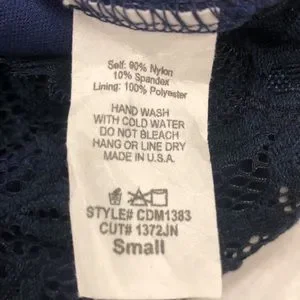 Self: 90% Nylon
10% Spandex
Lining: 100% Polyester
HAND WASH
WITH COLD WATER
DO NOT BLEACH
HANG OR LINE DRY
MADE IN U.S.A.
STYLE# CDM1383
CUT# 1372JN
Small